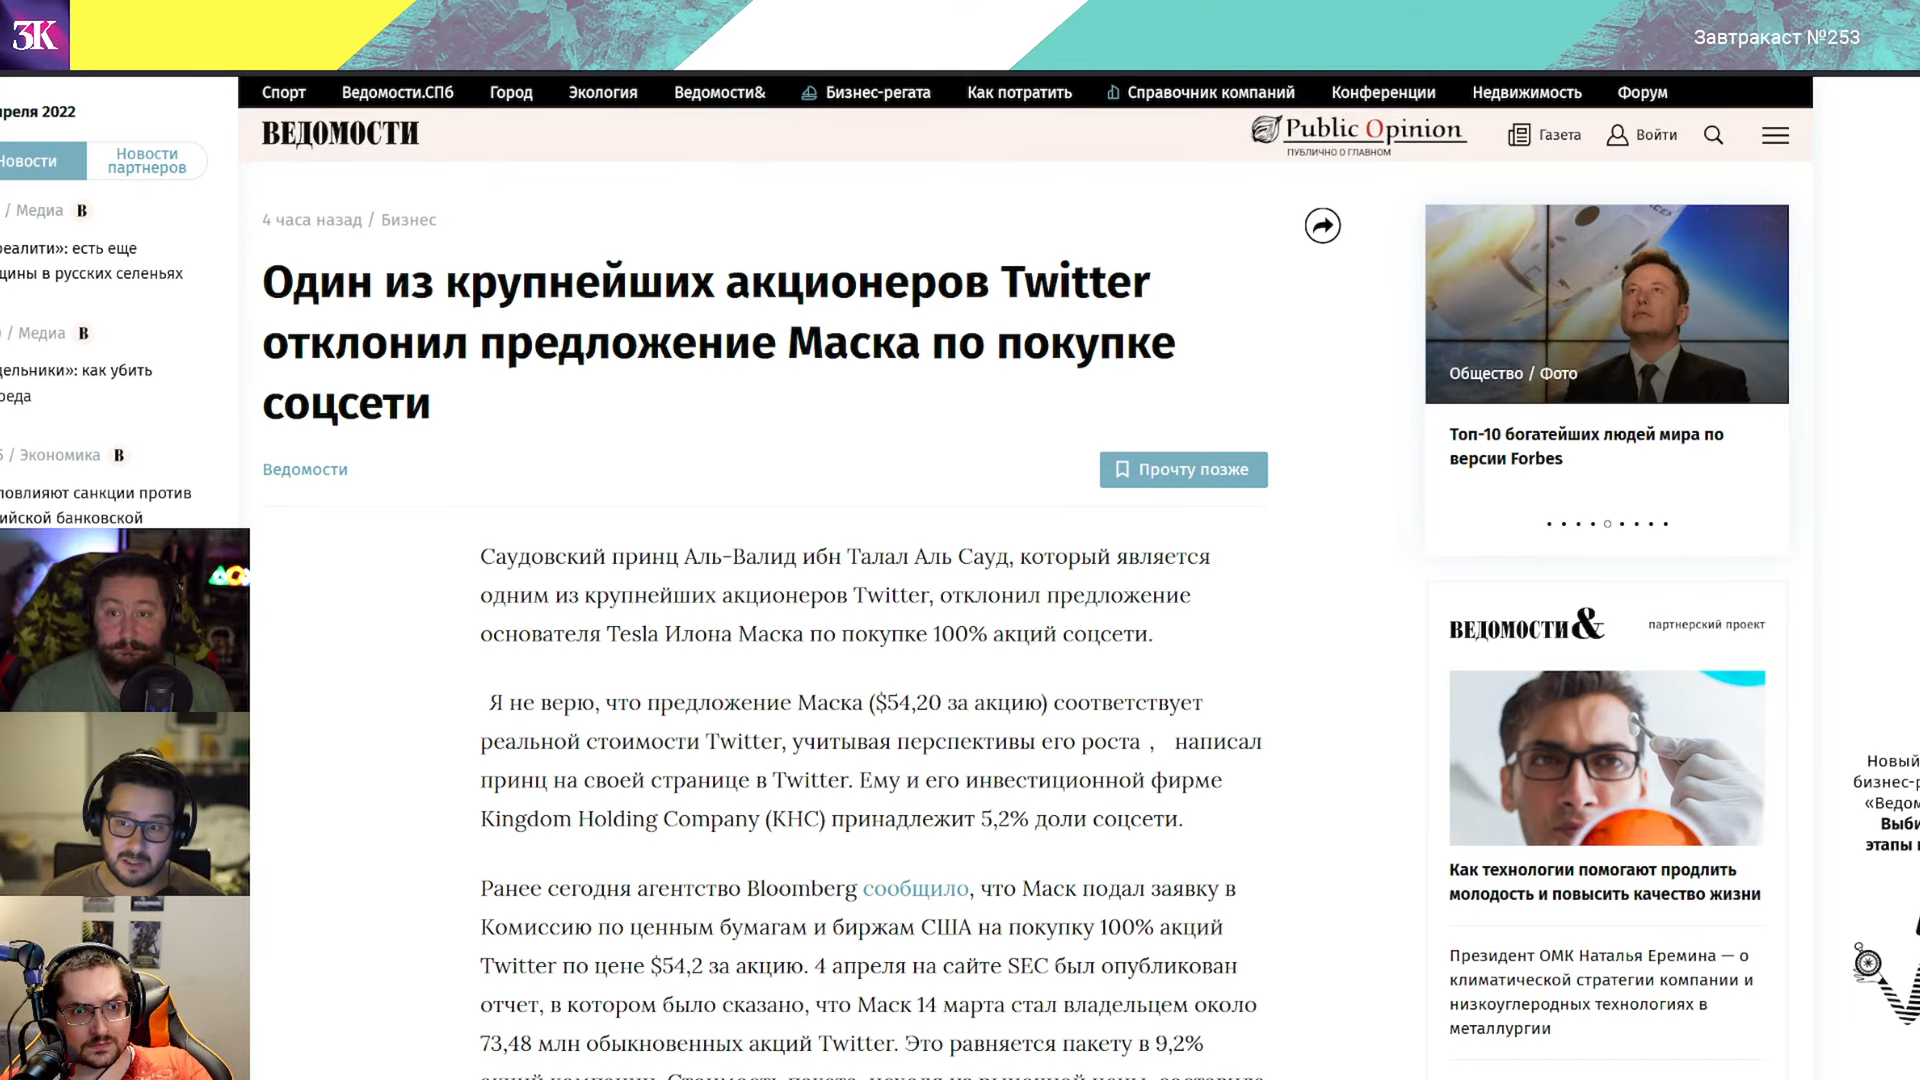 ЗК
Завтракаст №253
Спорт Ведомости.СПб Город Экология Ведомости& Бизнес-регата Как потратить Справочник компаний Конференции Недвижимость Форум
ВЕДОМОСТИ
Public Opinion
ПУБЛИЧНО О ГЛАВНОМ
Газета Войти
преля 2022
Новости
Новости
партнеров
/ Медиа В
реалити»: есть еще
щины в русских селеньях
/ Медиа В
дельники»: как убить
реда
/ Экономика В
повлияют санкции против
ийской банковской
4 часа назад / Бизнес
Один из крупнейших акционеров Twitter
отклонил предложение Маска по покупке
соцсети
Ведомости
Прочту позже
Саудовский принц Аль-Валид ибн Талал Аль Сауд, который является
одним из крупнейших акционеров Twitter, отклонил предложение
основателя Tesla Илона Маска по покупке 100% акций соцсети.
Я не верю, что предложение Маска ($54,20 за акцию) соответствует
реальной стоимости Twitter, учитывая перспективы его роста , написал
принц на своей странице в Twitter. Ему и его инвестиционной фирме
Kingdom Holding Company (KHC) принадлежит 5,2% доли соцсети.
Ранее сегодня агентство Bloomberg сообщило, что Маск подал заявку в
Комиссию по ценным бумагам и биржам США на покупку 100% акций
Twitter по цене $54,2 за акцию. 4 апреля на сайте SEC был опубликован
отчет, в котором было сказано, что Маск 14 марта стал владельцем около
73,48 млн обыкновенных акций Twitter. Это равняется пакету в 9,2%
Общество / Фото
Топ-10 богатейших людей мира по
версии Forbes
ВЕДОМОСТИ&
партнерский проект
Как технологии помогают продлить
молодость и повысить качество жизни
Президент ОМК Наталья Еремина — о
климатической стратегии компании и
низкоуглеродных технологиях в
металлургии
Новый
бизнес-р
«Ведом
Выби
этапы